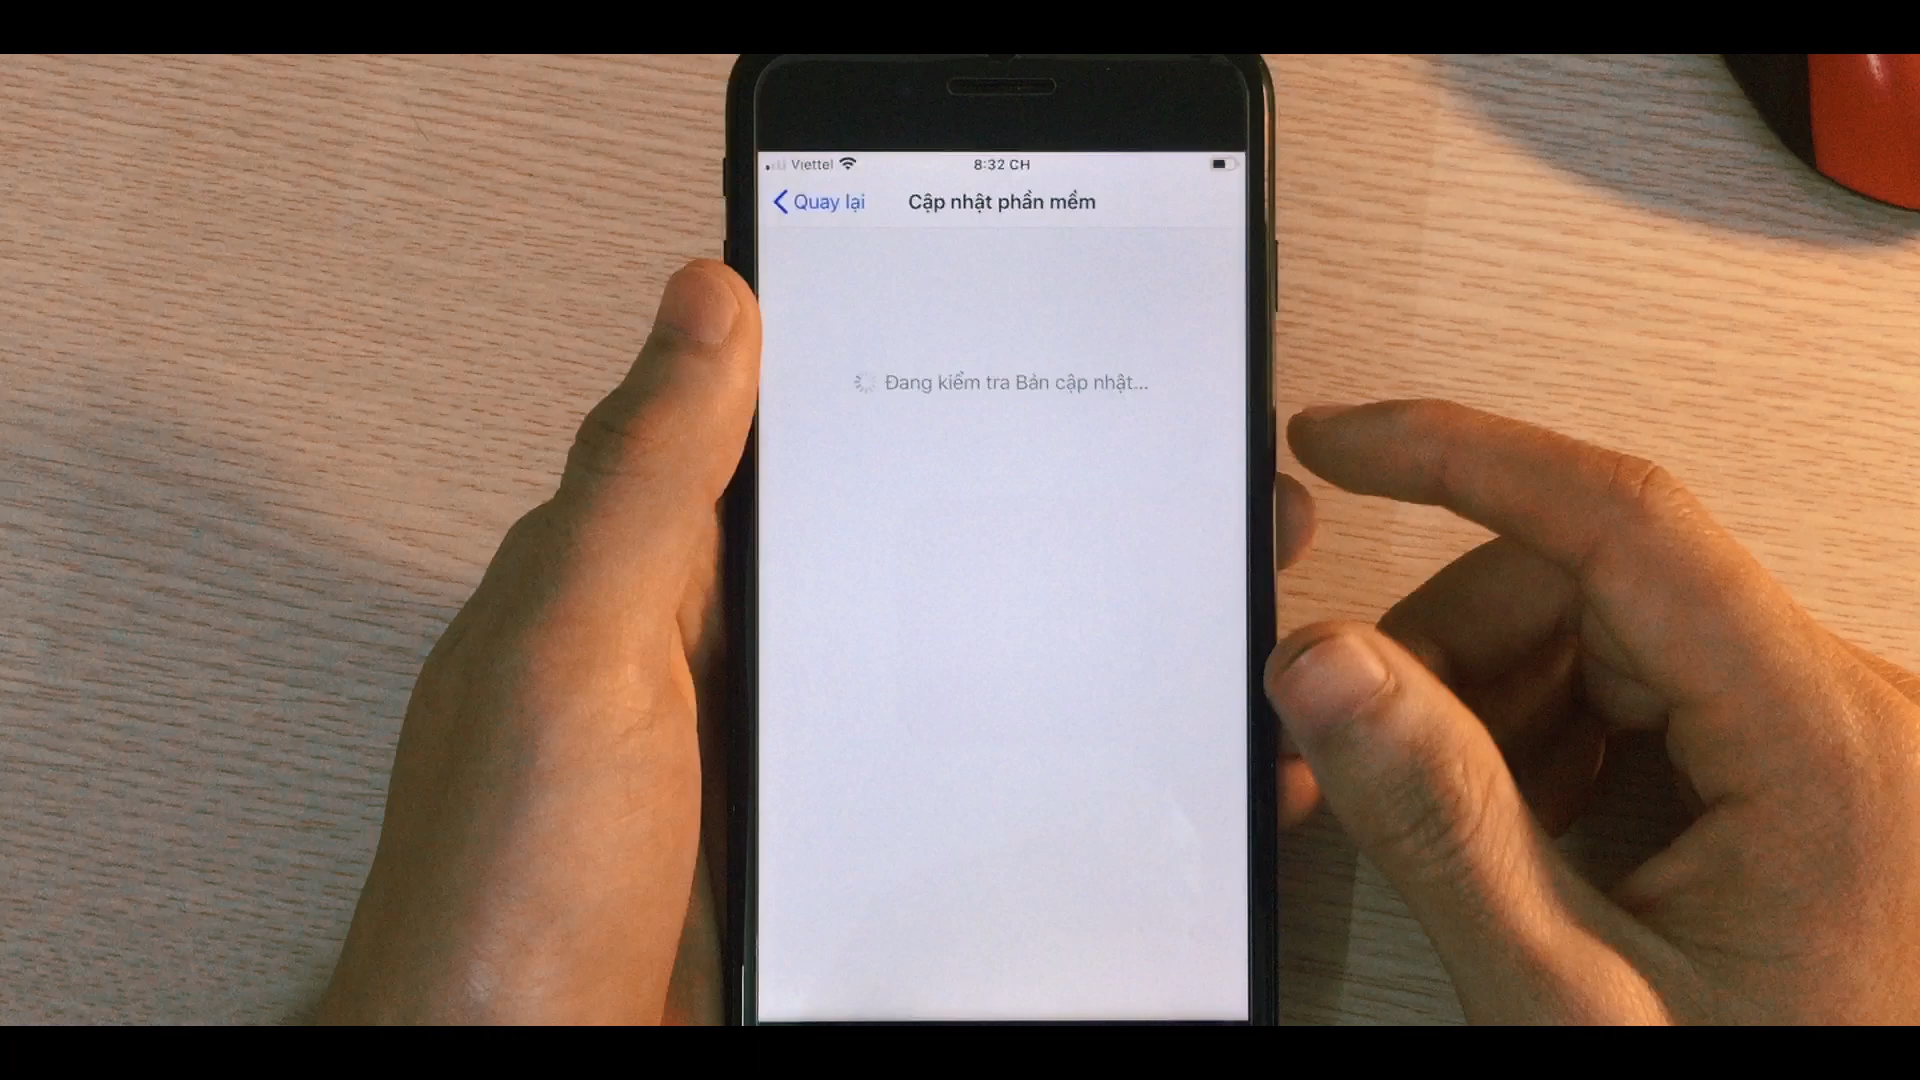 Viettel 8:32 CH
Quay lại Cập nhật phần mềm
Đang kiểm tra Bản cập nhật...